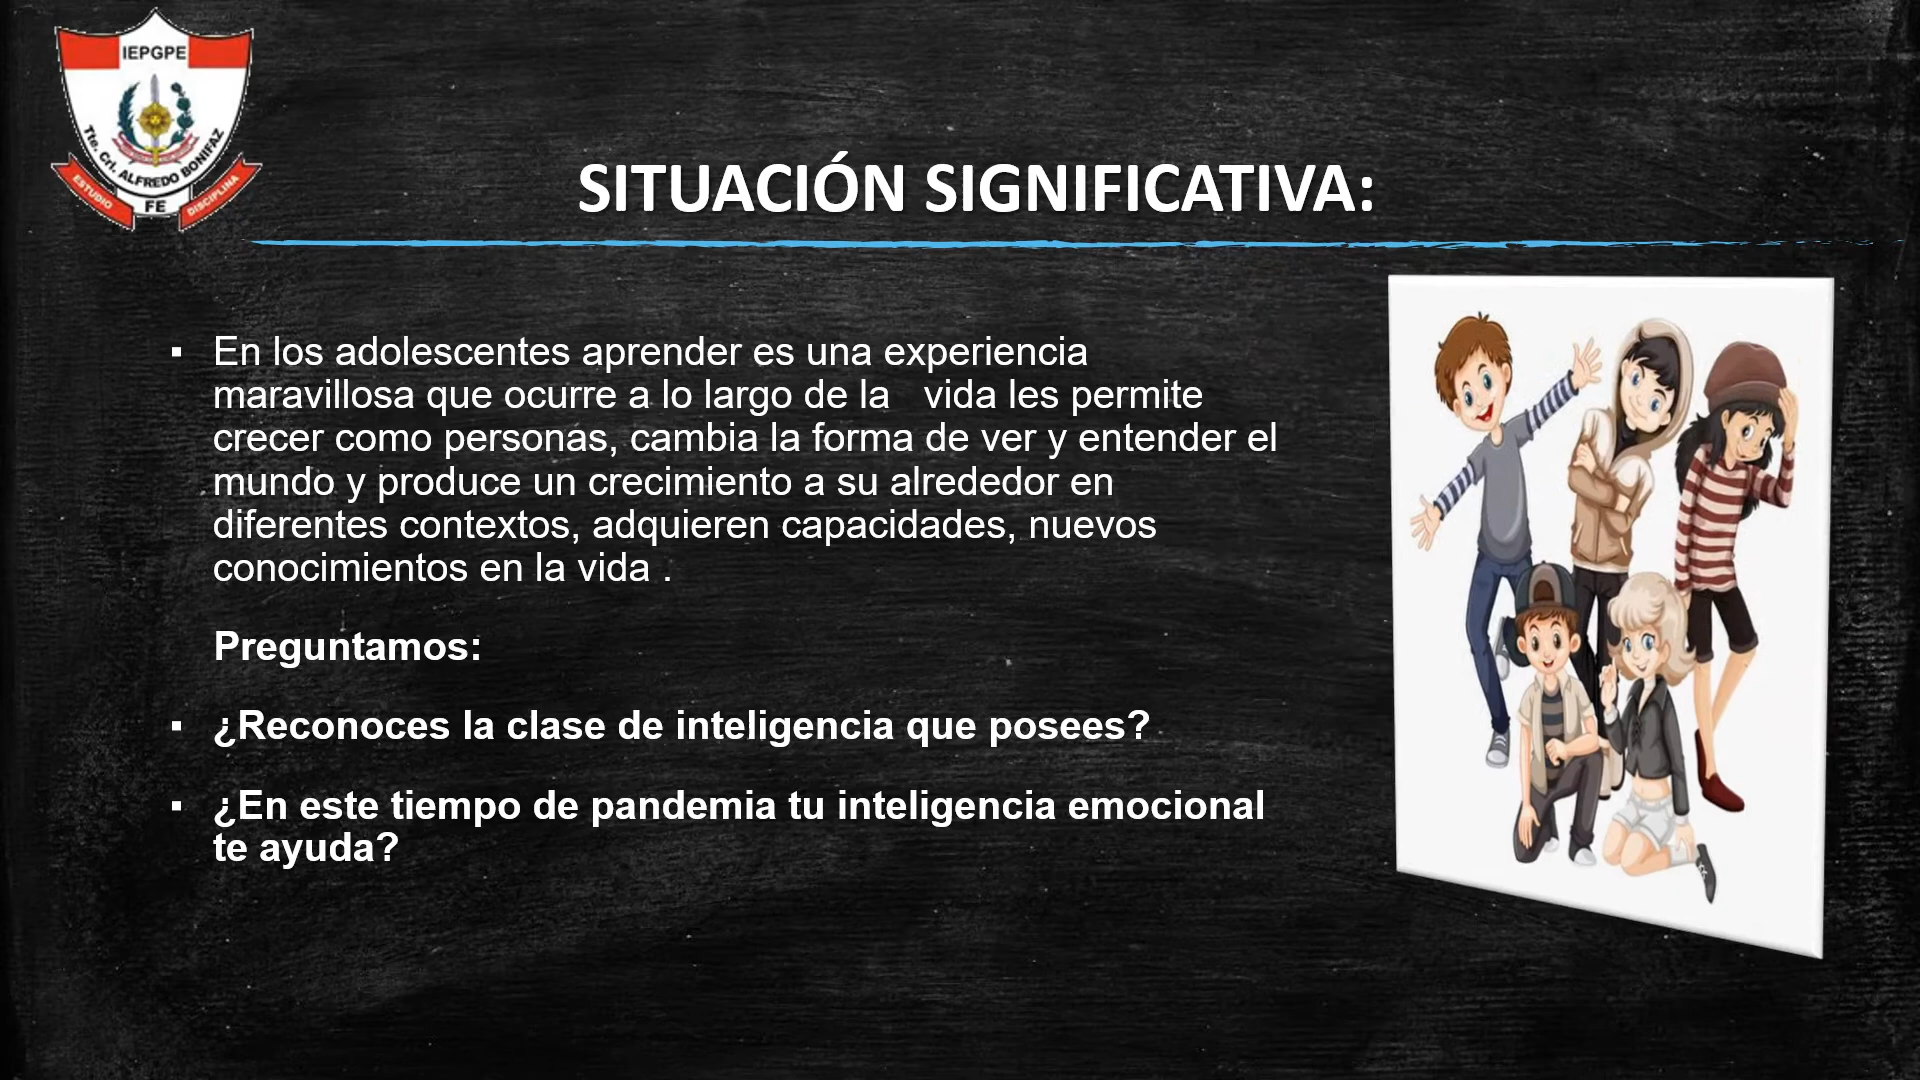 IEPGPE
Tte. Crl. ALFREDO BONIFAZ
ESTUDIO
FE
DISCIPLINA
SITUACIÓN SIGNIFICATIVA:
▪ En los adolescentes aprender es una experiencia
maravillosa que ocurre a lo largo de la   vida les permite
crecer como personas, cambia la forma de ver y entender el
mundo y produce un crecimiento a su alrededor en
diferentes contextos, adquieren capacidades, nuevos
conocimientos en la vida .
Preguntamos:
▪ ¿Reconoces la clase de inteligencia que posees?
▪ ¿En este tiempo de pandemia tu inteligencia emocional
te ayuda?